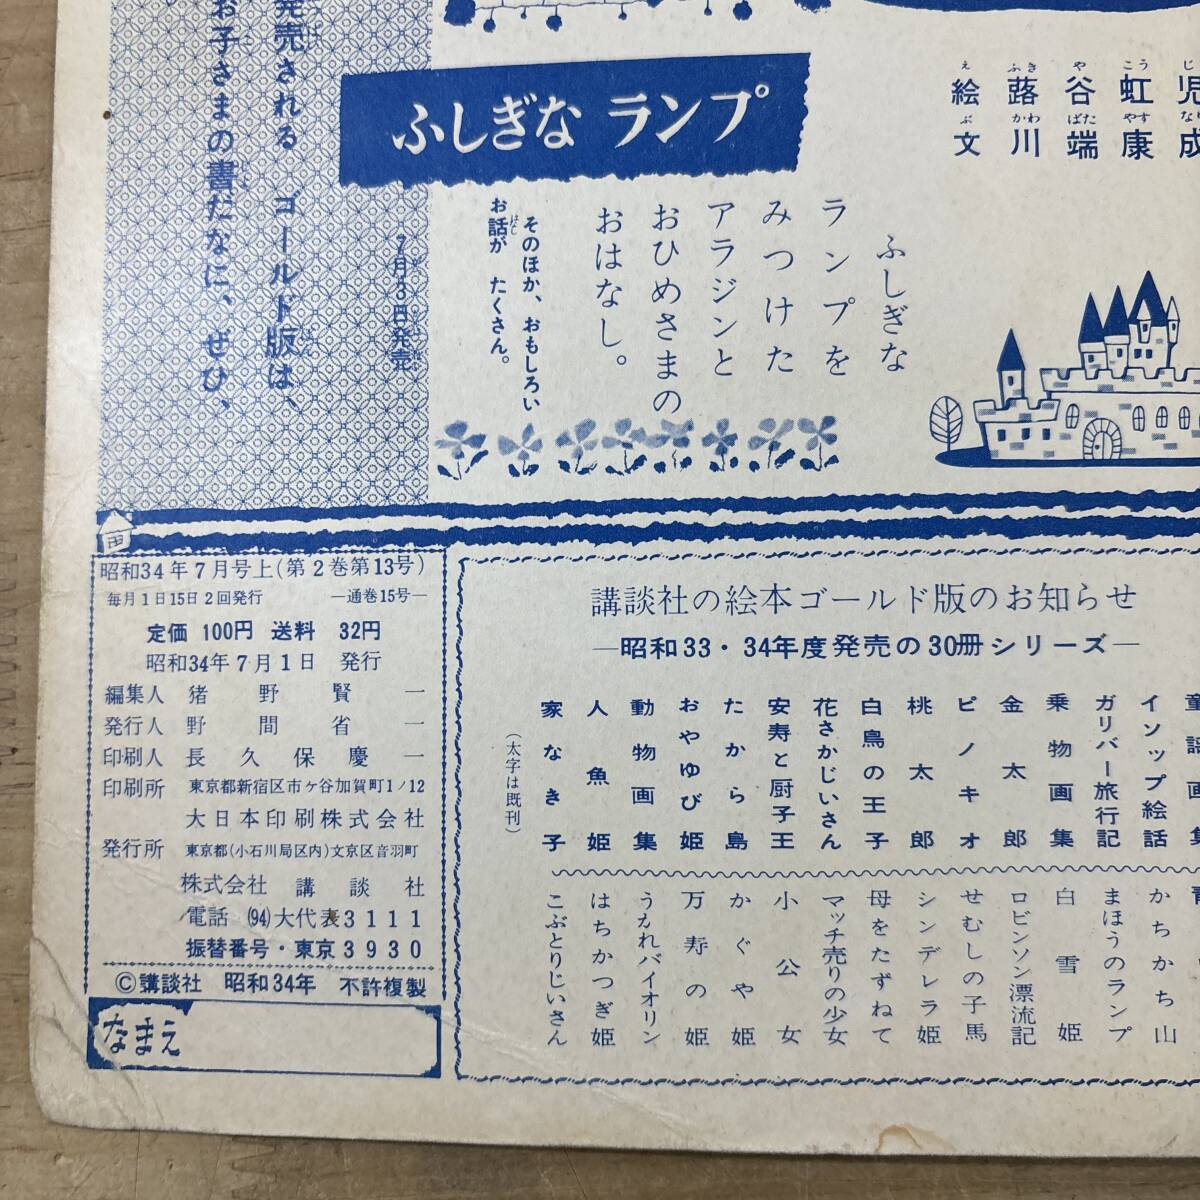 絵 蕗谷虹児
文 川端康成
ふしぎな ランプ
ふしぎな
ランプを
みつけた
アラジンと
おひめさまの
おはなし。
そのほか、おもしろい
お話が たくさん。
7月3日発売
発売される ゴールド版は、
お子さまの書だなに、ぜひ、
昭和34年7月号上(第2巻第13号)
毎月1日15日2回発行 ―通巻15号―
定価 100円 送料 32円
昭和34年7月1日 発行
編集人 猪野賢一
発行人 野間省一
印刷人 長久保慶一
印刷所 東京都新宿区市ヶ谷加賀町1ノ12
大日本印刷株式会社
発行所 東京都(小石川局区内)文京区音羽町
株式会社 講談社
電話 (94)大代表3111
振替番号・東京3930
©講談社 昭和34年 不許複製
なまえ
講談社の絵本ゴールド版のお知らせ
―昭和33・34年度発売の30冊シリーズ―
童謡画集
イソップ絵話
ガリバー旅行記
乗物画集
金太郎
ピノキオ
桃太郎
白鳥の王子
花さかじいさん
安寿と厨子王
たから島
おやゆび姫
動物画集
人魚姫
家なき子
(太字は既刊)
かちかち山
まほうのランプ
白雪姫
ロビンソン漂流記
せむしの子馬
シンデレラ姫
母をたずねて
マッチ売りの少女
小公女
かぐや姫
万寿の姫
うかれバイオリン
はちかつぎ姫
こぶとりじいさん